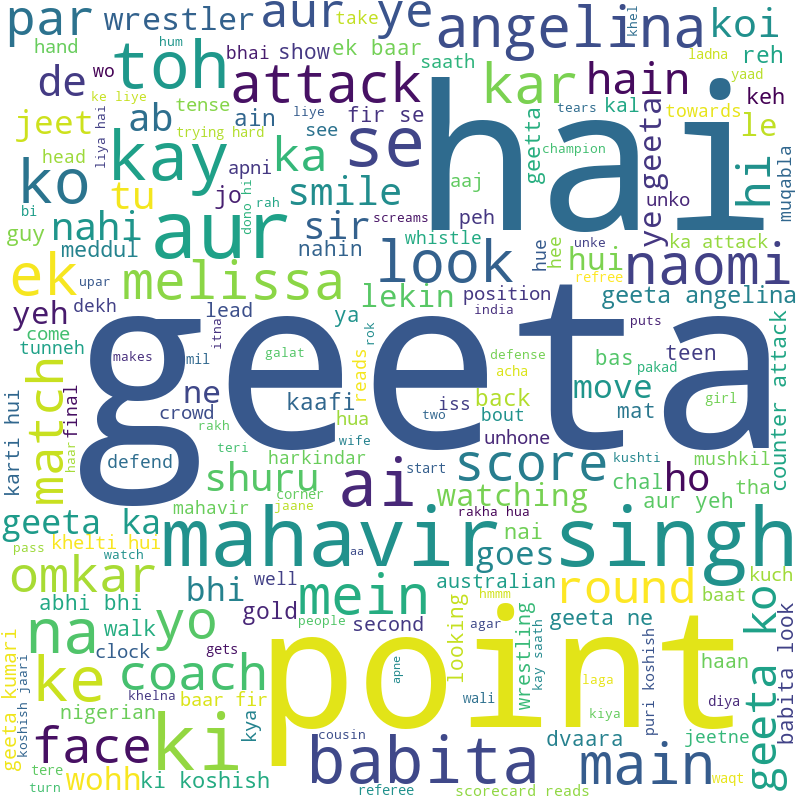 par wrestler aur ye angelina koi
take hum khel
hand bhai show ek baar
de toh attack kar hain reh
wo saath keh
ke liye tense ladna yaad
jeet ab ain fir se hai kal towards le
liya hai trying hard liye see tears geetta yegeeta
head kay ka se champion hi muqabla
ko tu apni jo smile aaj unko
bi rah dono hi screams peh
guy nahi aur sir nahin whistle hue hee hui ka attack
meddul unke refree
ek upar melissa look lekin position naomi
yeh dekh lead ya india geeta angelina
come tunneh itna rok puts
makes mil galat defense bas teen
geeta
reads acha pakad move
match final ne crowd kaafi iss back mat girl counter attack
karti hui haar rakh hua two bout
defend teri wife start unhone kushti mushkil
shuru harkindar score chal ho
mahavir corner ai watching aur yeh tha
geeta ka jaane rakha hua nai
pass khelti hui watch aa mahavir singh goes
omkar bhi well mein australian round kuch
abhi bhi hmmm baat
na walk yo gold people second agar looking wrestling kay saath geeta ne geeta ko
clock gets point haan babita look
geeta kumari koshish jaari ke coach apne wali laga puri koshish
khelna baar fir diya
nigerian kya kiya
face ki cousin dvaara jeetne
tere wohh ki koshish babita main waqt
turn referee scorecard reads